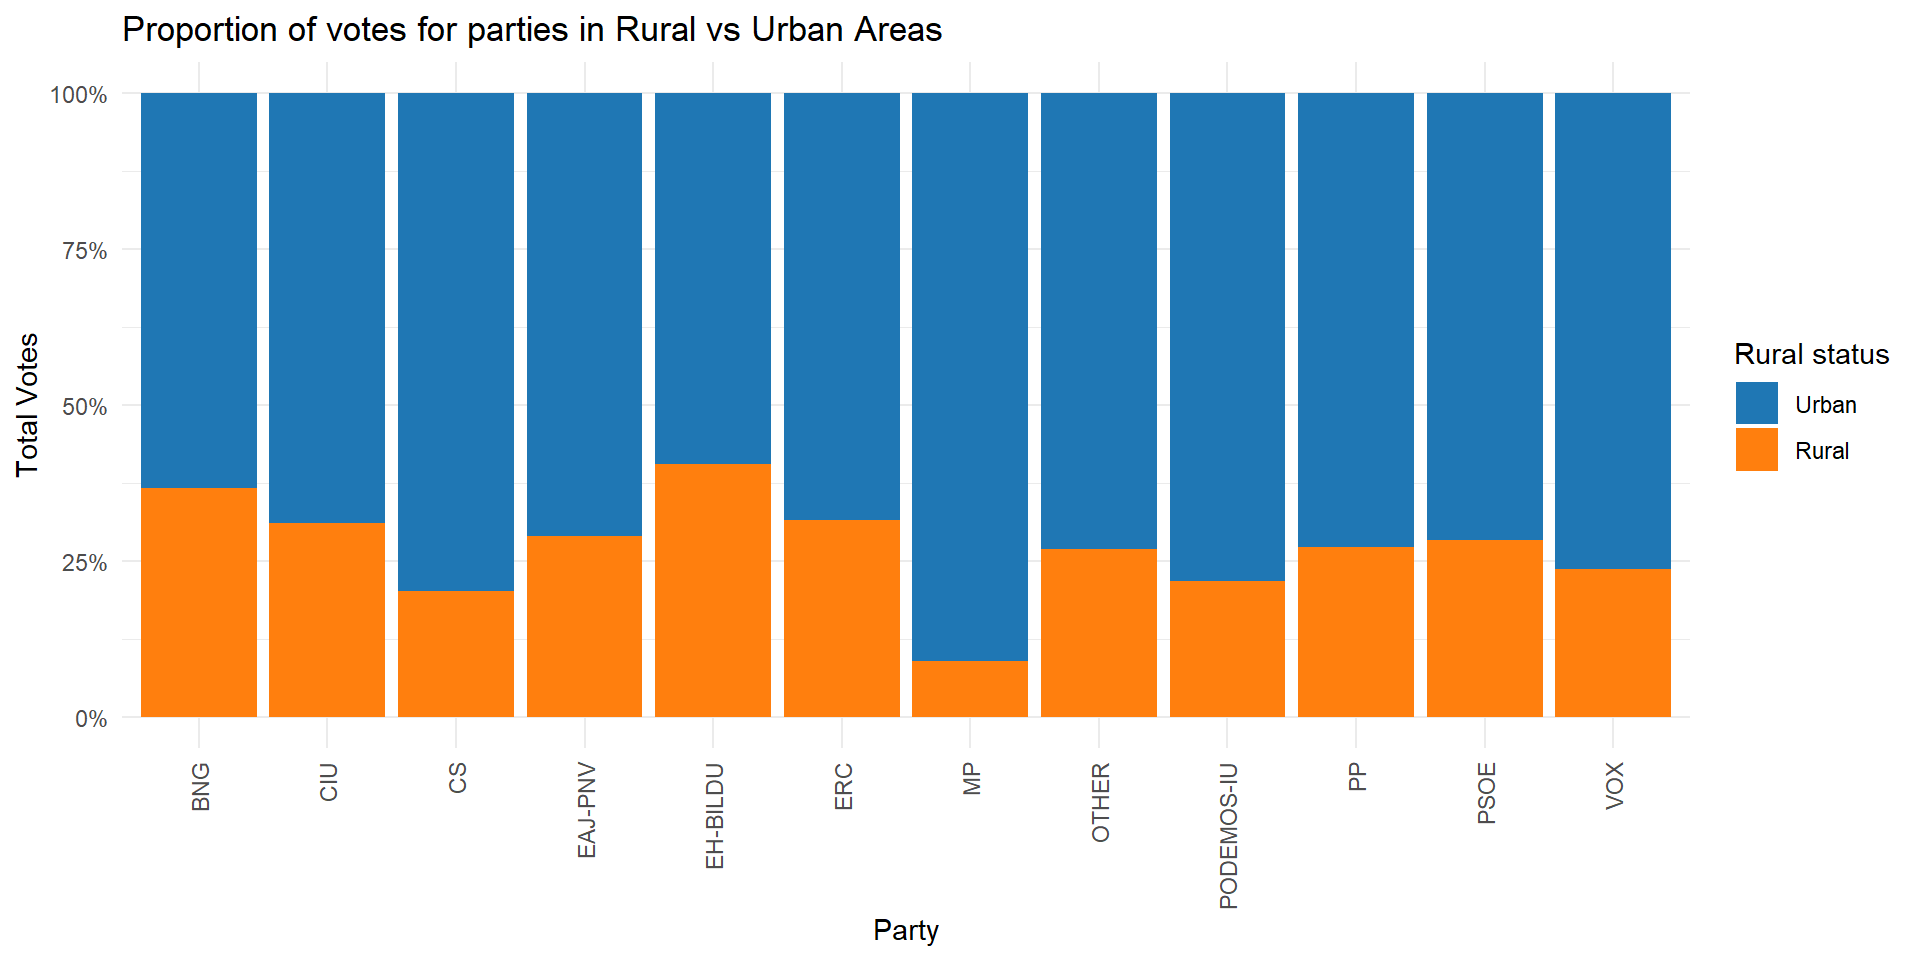 Proportion of votes for parties in Rural vs Urban Areas
100%
75%
50%
25%
0%
Total Votes
BNG
CIU
CS
EAJ-PNV
EH-BILDU
ERC
MP
OTHER
PODEMOS-IU
PP
PSOE
VOX
Party
Rural status
Urban
Rural